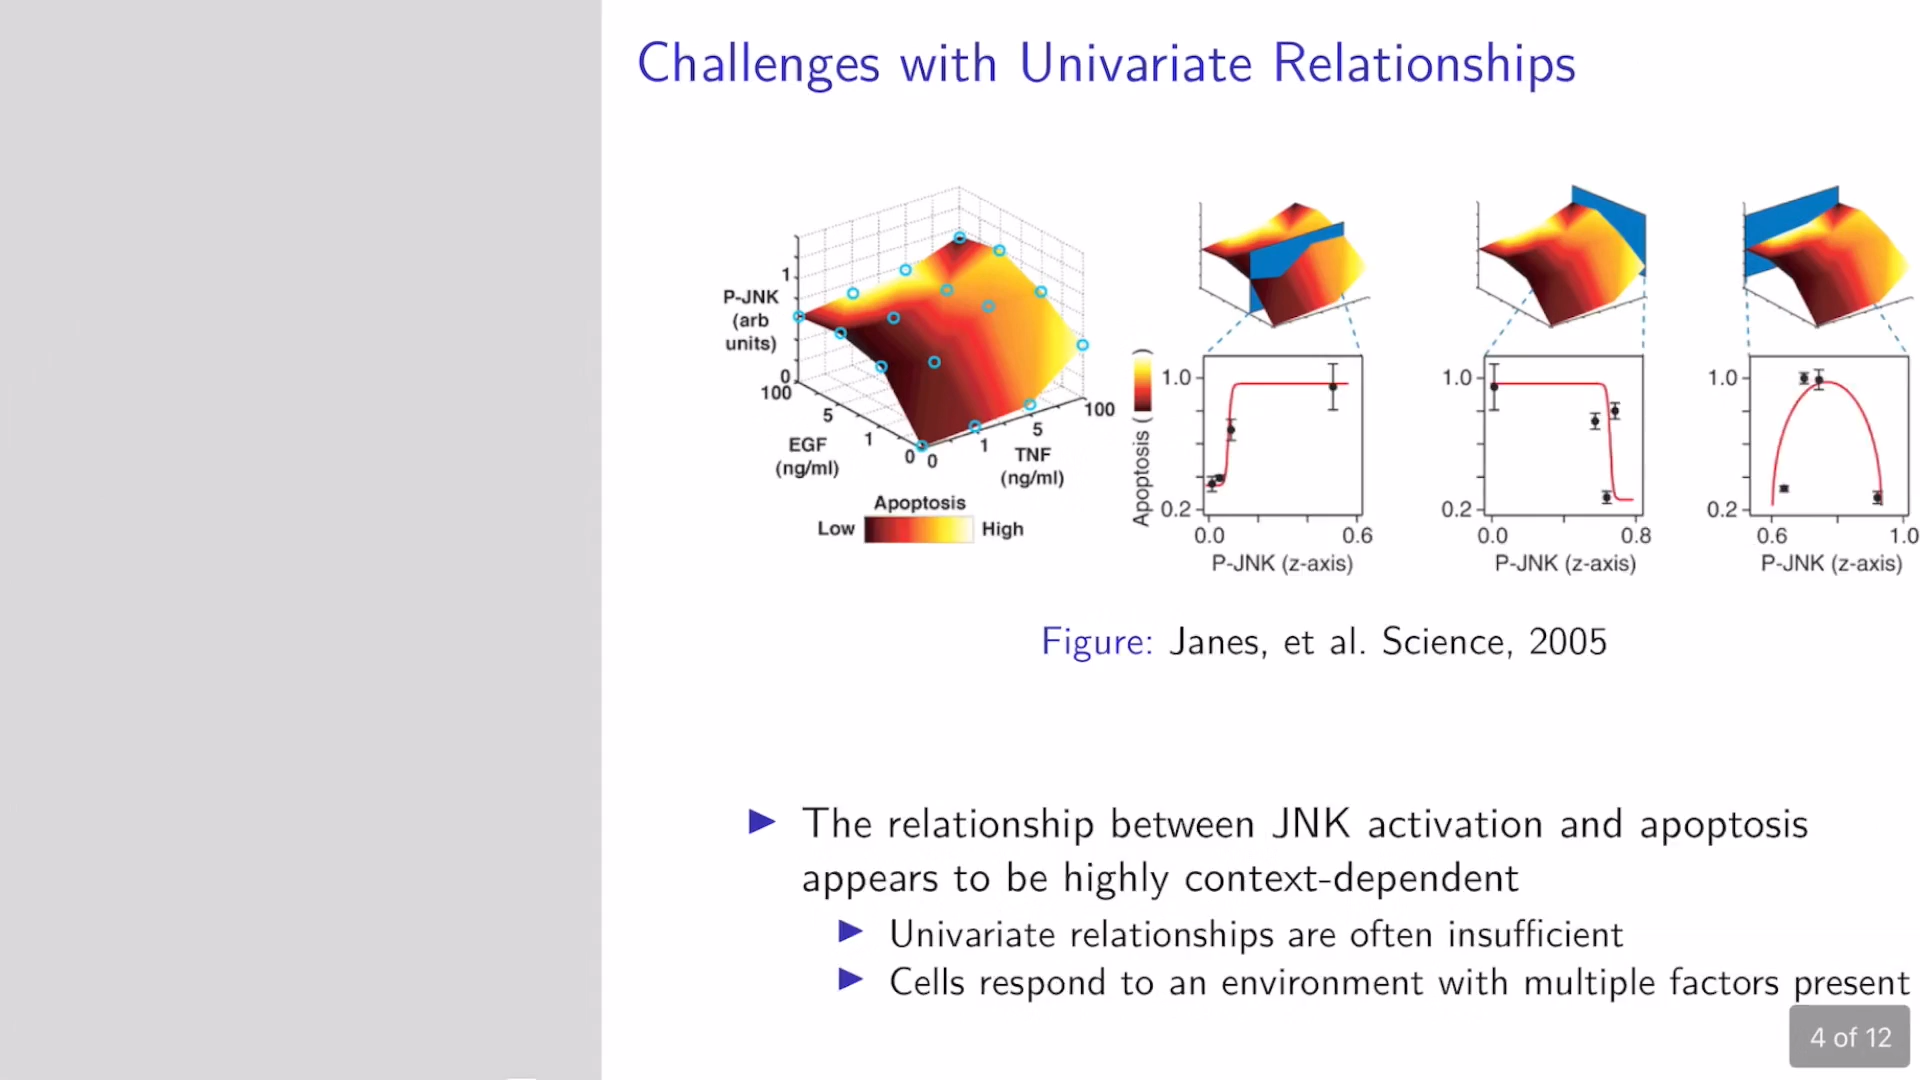 Challenges with Univariate Relationships
P-JNK
(arb
units)
1
0
100
5
1
0
EGF
(ng/ml)
0
1
5
100
TNF
(ng/ml)
Apoptosis
Low
High
Apoptosis ( )
1.0
0.2
0.0
0.6
P-JNK (z-axis)
1.0
0.2
0.0
0.8
P-JNK (z-axis)
1.0
0.2
0.6
1.0
P-JNK (z-axis)
Figure: Janes, et al. Science, 2005
The relationship between JNK activation and apoptosis
appears to be highly context-dependent
Univariate relationships are often insufficient
Cells respond to an environment with multiple factors present
4 of 12